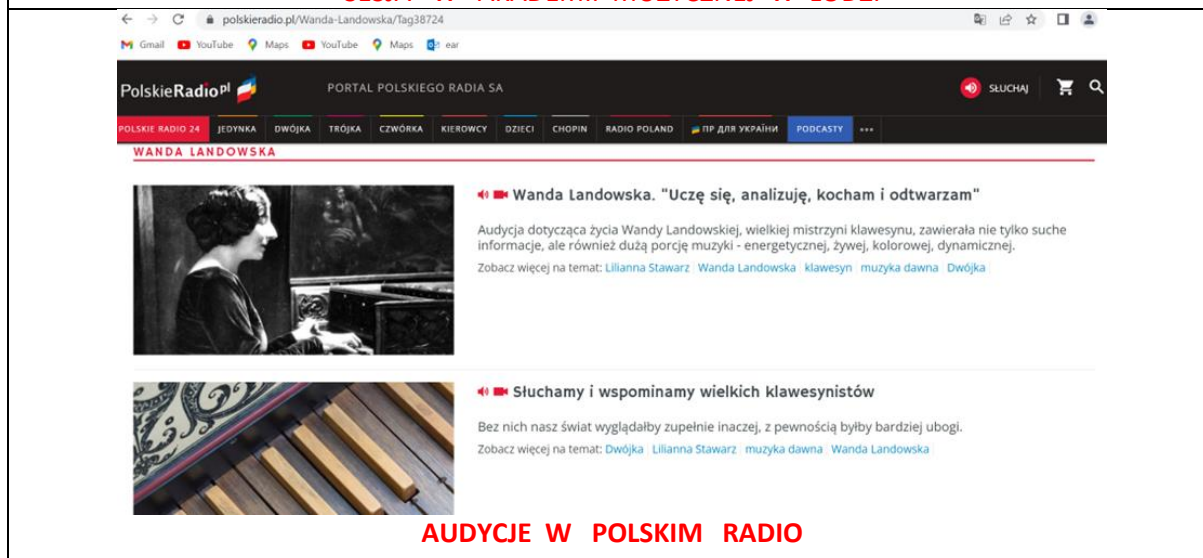 SESJA W AKADEMII MUZYCZNEJ W ŁODZI
polskieradio.pl/Wanda-Landowska/Tag38724
Gmail YouTube Maps YouTube Maps ear
PolskieRadio.pl PORTAL POLSKIEGO RADIA SA SŁUCHAJ
POLSKIE RADIO 24 JEDYNKA DWÓJKA TRÓJKA CZWÓRKA KIEROWCY DZIECI CHOPIN RADIO POLAND ПР ДЛЯ УКРАЇНИ PODCASTY
WANDA LANDOWSKA
Wanda Landowska. "Uczę się, analizuję, kocham i odtwarzam"
Audycja dotycząca życia Wandy Landowskiej, wielkiej mistrzyni klawesynu, zawierała nie tylko suche
informacje, ale również dużą porcję muzyki - energetycznej, żywej, kolorowej, dynamicznej.
Zobacz więcej na temat: Lilianna Stawarz Wanda Landowska klawesyn muzyka dawna Dwójka
Słuchamy i wspominamy wielkich klawesynistów
Bez nich nasz świat wyglądałby zupełnie inaczej, z pewnością byłby bardziej ubogi.
Zobacz więcej na temat: Dwójka Lilianna Stawarz muzyka dawna Wanda Landowska
AUDYCJE W POLSKIM RADIO